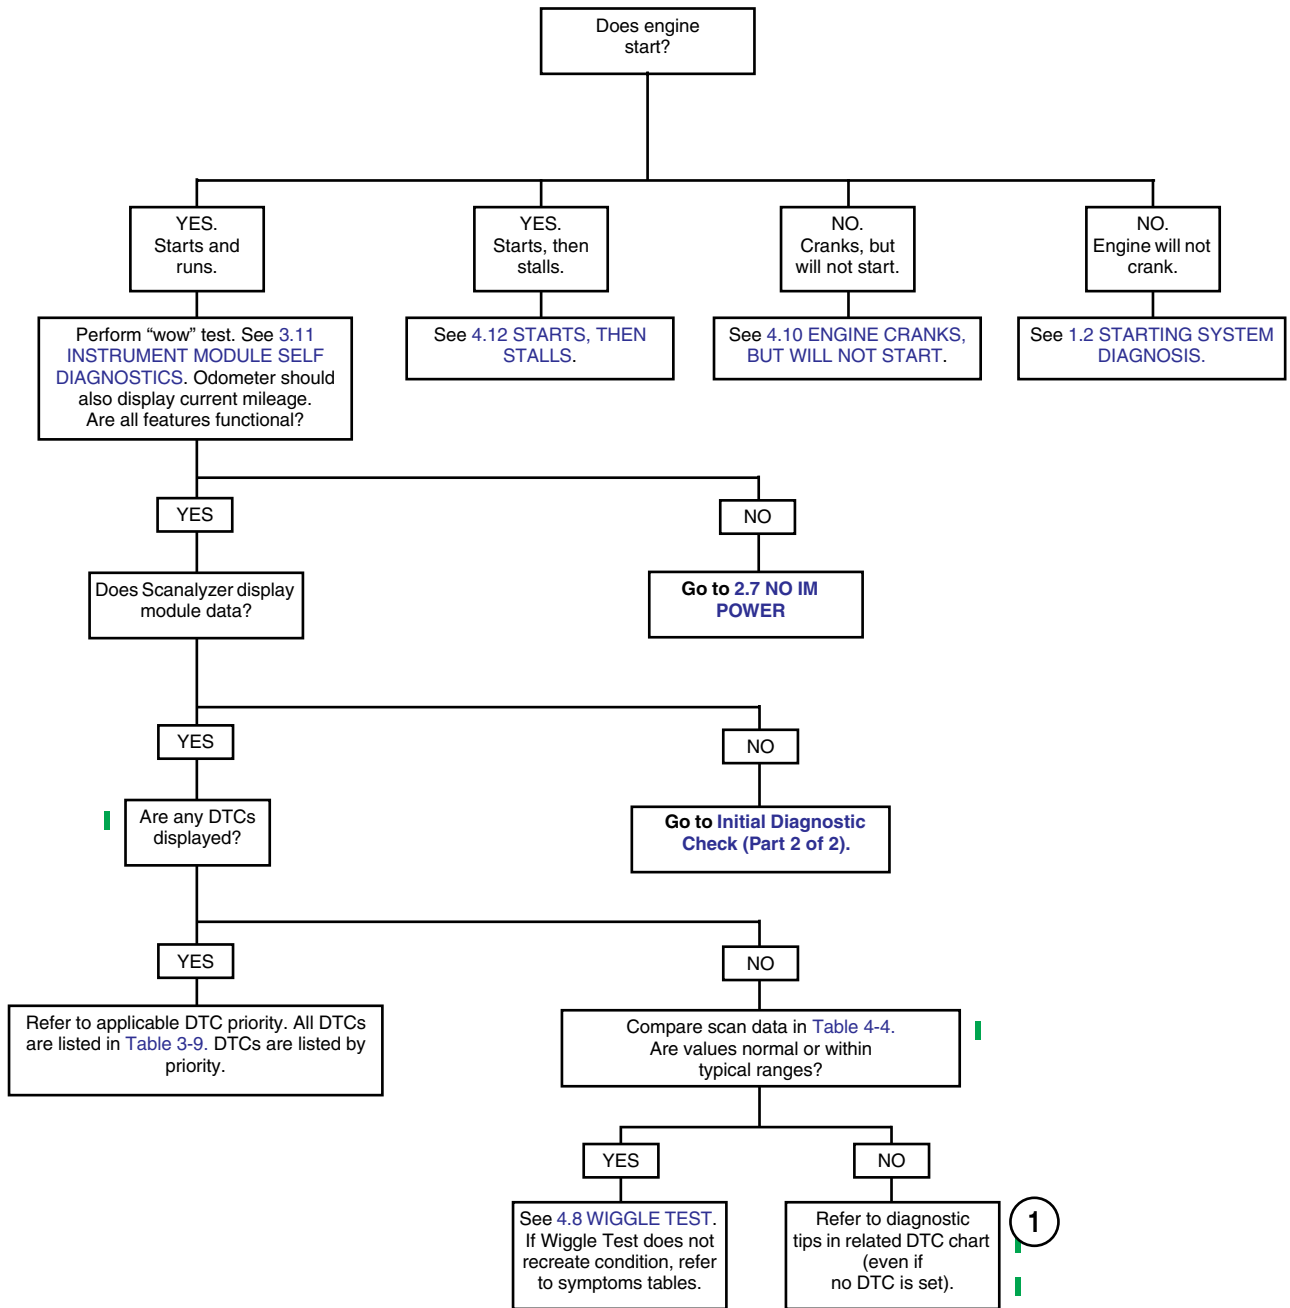 Does engine
start?
YES.
Starts and
runs.
YES.
Starts, then
stalls.
NO.
Cranks, but
will not start.
NO.
Engine will not
crank.
Perform “wow” test. See 3.11
INSTRUMENT MODULE SELF
DIAGNOSTICS. Odometer should
also display current mileage.
Are all features functional?
See 4.12 STARTS, THEN
STALLS.
See 4.10 ENGINE CRANKS,
BUT WILL NOT START.
See 1.2 STARTING SYSTEM
DIAGNOSIS.
YES
NO
Does Scanalyzer display
module data?
Go to 2.7 NO IM
POWER
YES
NO
Are any DTCs
displayed?
Go to Initial Diagnostic
Check (Part 2 of 2).
YES
NO
Refer to applicable DTC priority. All DTCs
are listed in Table 3-9. DTCs are listed by
priority.
Compare scan data in Table 4-4.
Are values normal or within
typical ranges?
YES
NO
See 4.8 WIGGLE TEST.
If Wiggle Test does not
recreate condition, refer
to symptoms tables.
Refer to diagnostic
tips in related DTC chart
(even if
no DTC is set).
1